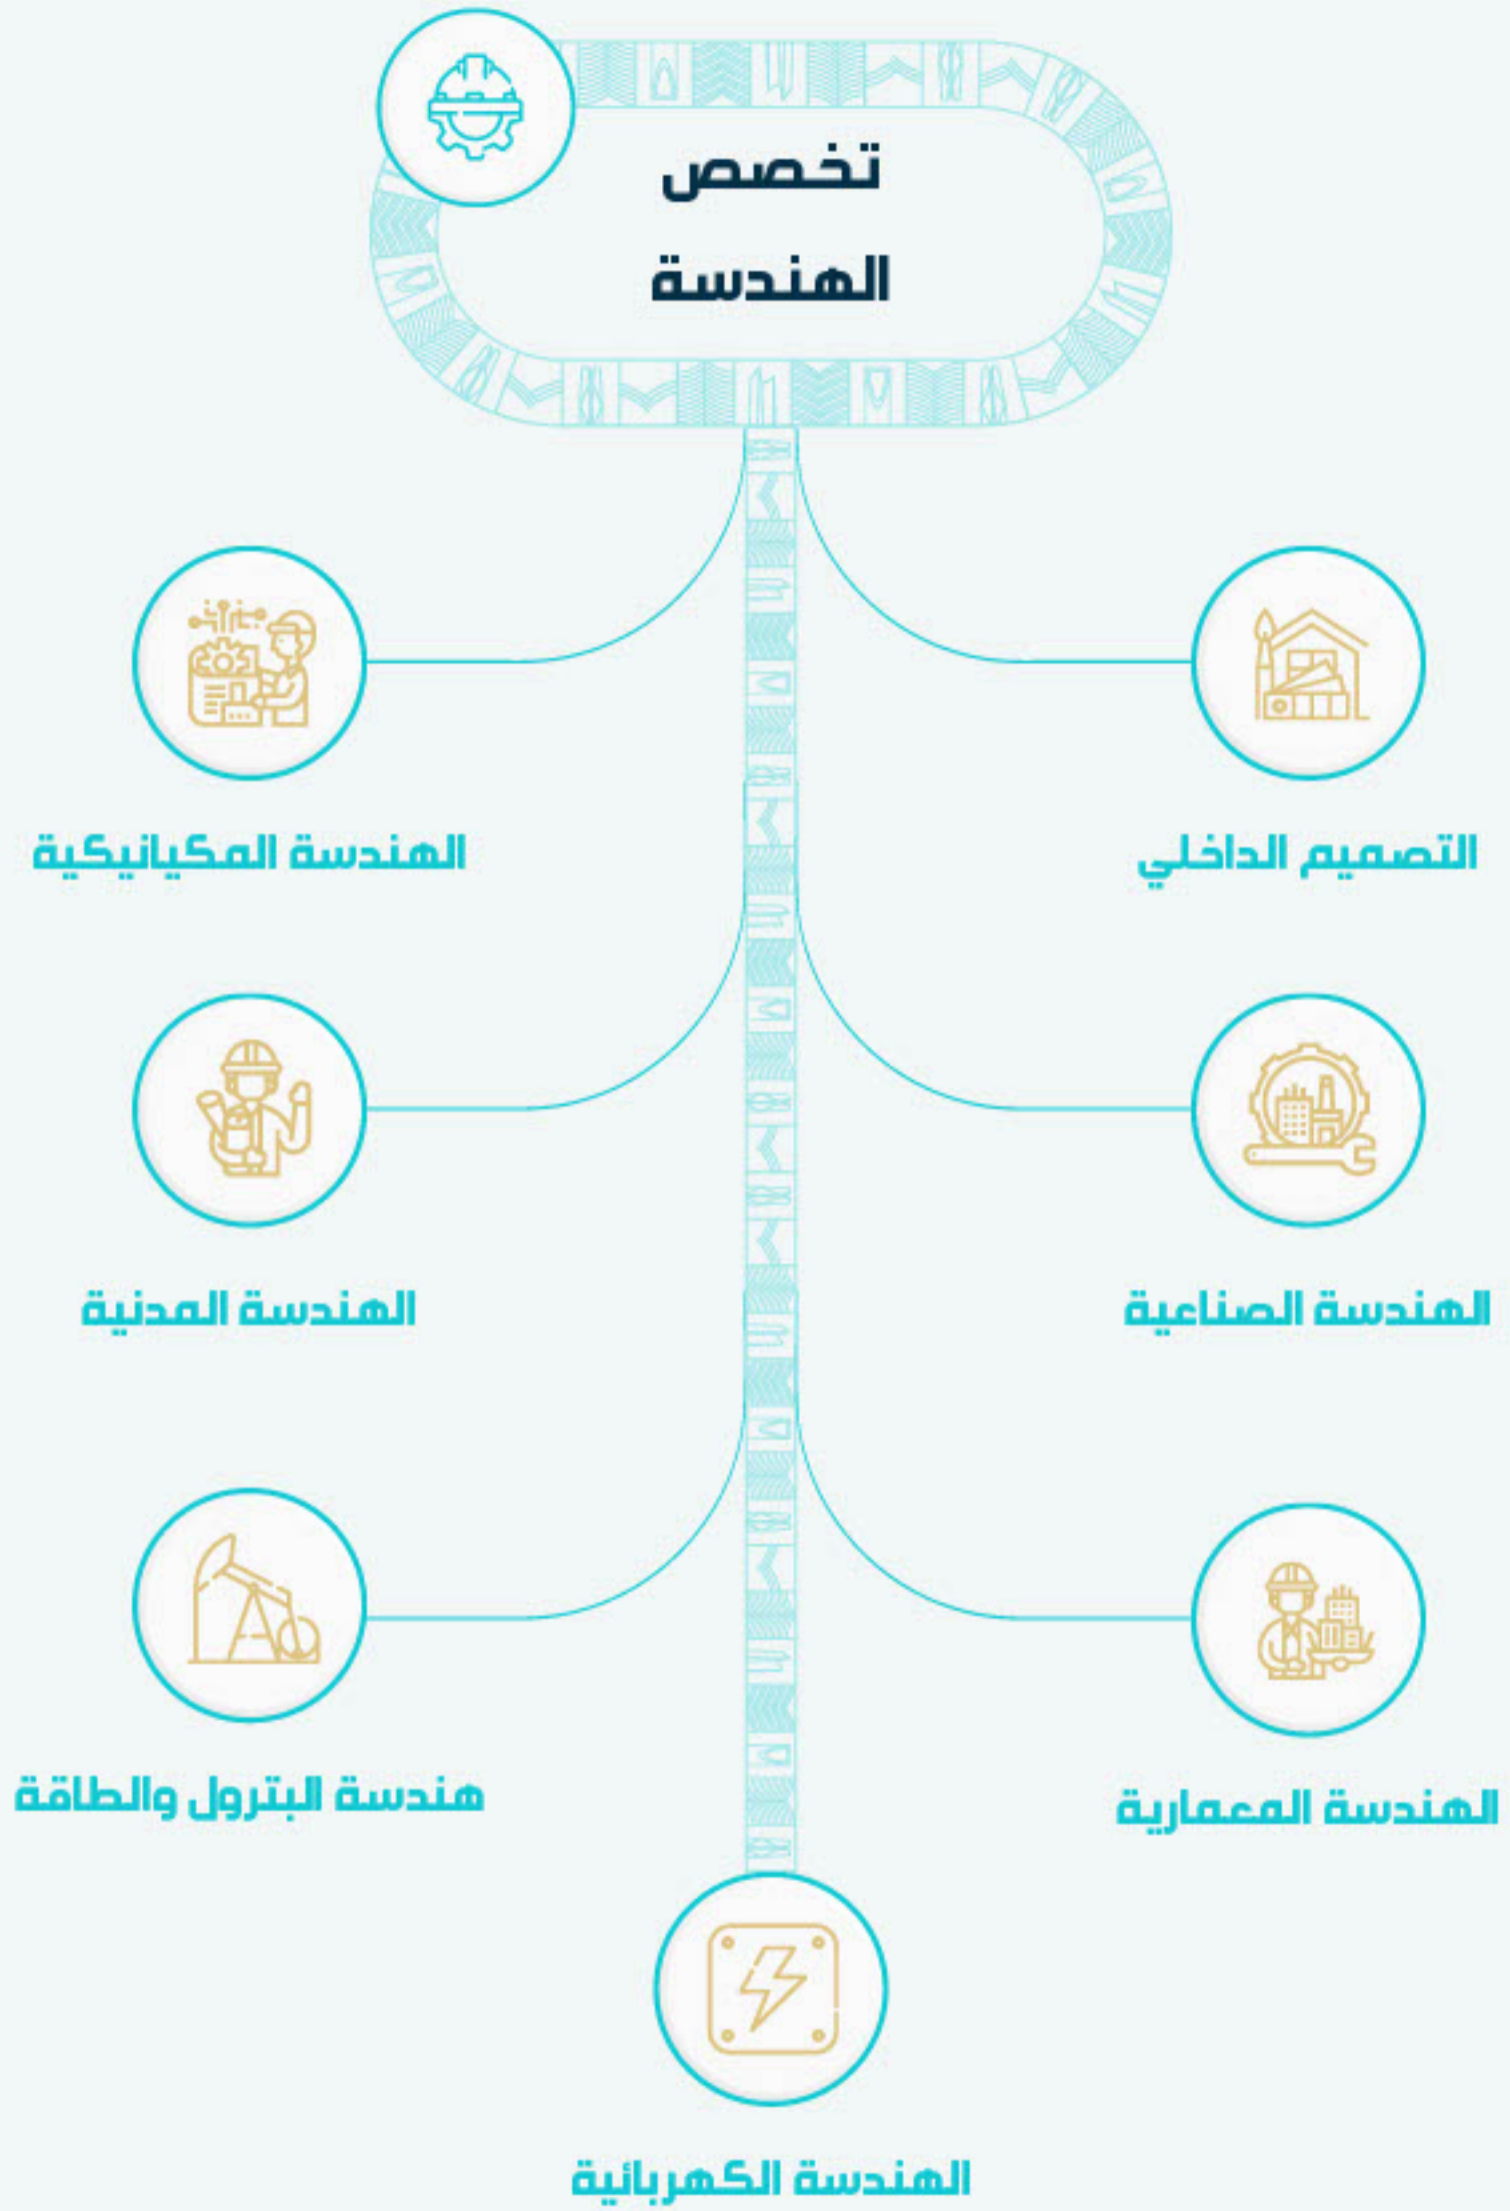 تخصص
الهندسة
التصميم الداخلي
الهندسة المكيانيكية
الهندسة الصناعية
الهندسة المدنية
الهندسة المعمارية
هندسة البترول والطاقة
الهندسة الكهربائية